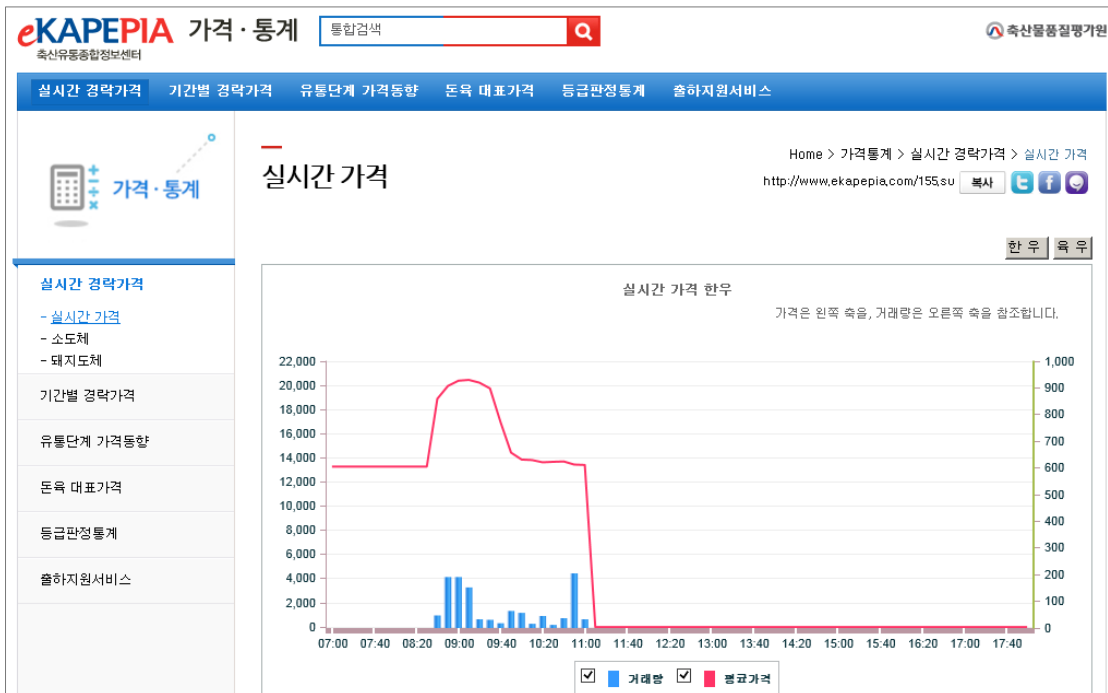 eKAPEPIA 가격·통계 통합검색
축산유통종합정보센터
축산물품질평가원
실시간 경락가격 기간별 경락가격 유통단계 가격동향 돈육 대표가격 등급판정통계 출하지원서비스
가격·통계
실시간 가격
Home > 가격통계 > 실시간 경락가격 > 실시간 가격
http://www.ekapepia.com/155.su 복사
한 우 육 우
실시간 경락가격
- 실시간 가격
- 소도체
- 돼지도체
기간별 경락가격
유통단계 가격동향
돈육 대표가격
등급판정통계
출하지원서비스
실시간 가격 한우
가격은 왼쪽 축을, 거래량은 오른쪽 축을 참조합니다.
22,000 1,000
20,000 900
18,000 800
16,000 700
14,000 600
12,000 500
10,000 400
8,000 300
6,000 200
4,000 100
2,000 0
0
07:00 07:40 08:20 09:00 09:40 10:20 11:00 11:40 12:20 13:00 13:40 14:20 15:00 15:40 16:20 17:00 17:40
거래량 평균가격